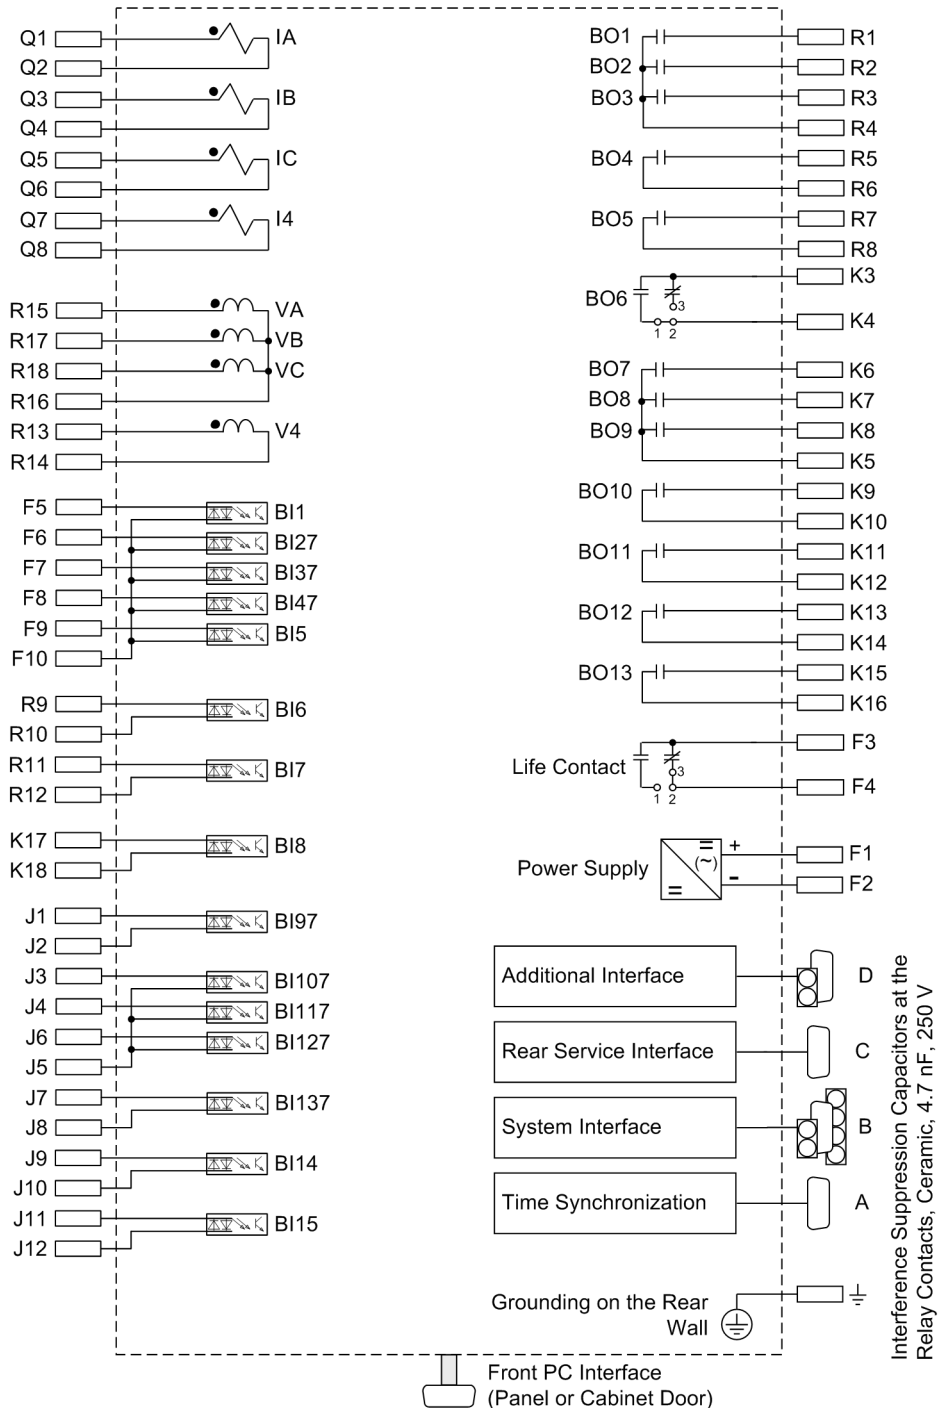 Q1
IA
Q2
Q3
IB
Q4
Q5
IC
Q6
Q7
I4
Q8
R15
VA
R17
VB
R18
VC
R16
R13
V4
R14
F5
BI1
F6
BI27
F7
BI37
F8
BI47
F9
BI5
F10
R9
BI6
R10
R11
BI7
R12
K17
BI8
K18
J1
BI97
J2
J3
BI107
J4
BI117
J6
BI127
J5
J7
BI137
J8
J9
BI14
J10
J11
BI15
J12
BO1
R1
BO2
R2
BO3
R3
R4
BO4
R5
R6
BO5
R7
R8
K3
BO6
3
K4
1 2
BO7
K6
BO8
K7
BO9
K8
K5
BO10
K9
K10
BO11
K11
K12
BO12
K13
K14
BO13
K15
K16
F3
Life Contact
3
F4
1 2
Power Supply
=
(~)
=
+
F1
-
F2
Additional Interface
D
Rear Service Interface
C
System Interface
B
Time Synchronization
A
Grounding on the Rear
Wall
Front PC Interface
(Panel or Cabinet Door)
Interference Suppression Capacitors at the
Relay Contacts, Ceramic, 4.7 nF, 250 V